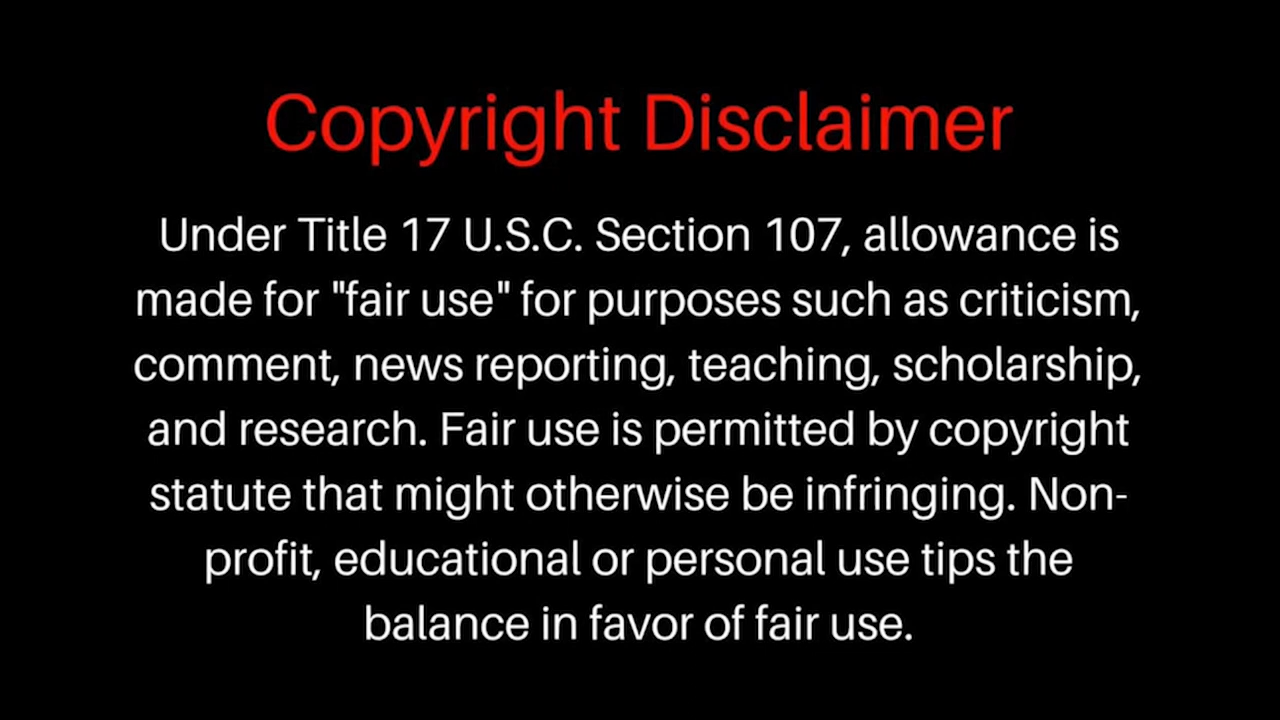 Copyright Disclaimer
Under Title 17 U.S.C. Section 107, allowance is
made for "fair use" for purposes such as criticism,
comment, news reporting, teaching, scholarship,
and research. Fair use is permitted by copyright
statute that might otherwise be infringing. Non-
profit, educational or personal use tips the
balance in favor of fair use.